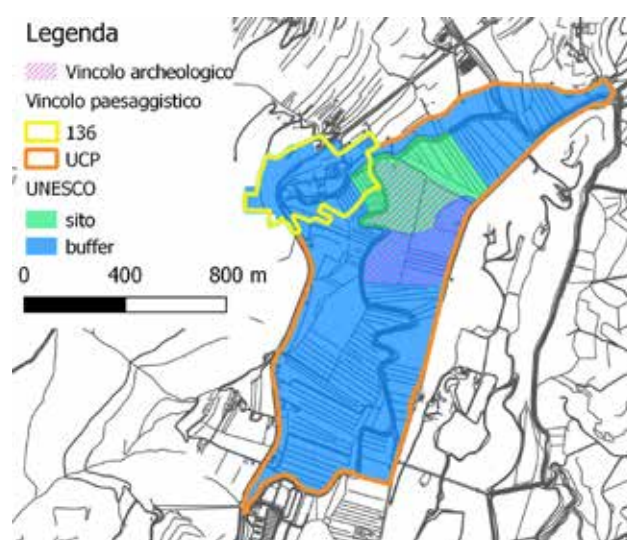 Legenda
Vincolo archeologico
Vincolo paesaggistico
136
UCP
UNESCO
sito
buffer
0 400 800 m